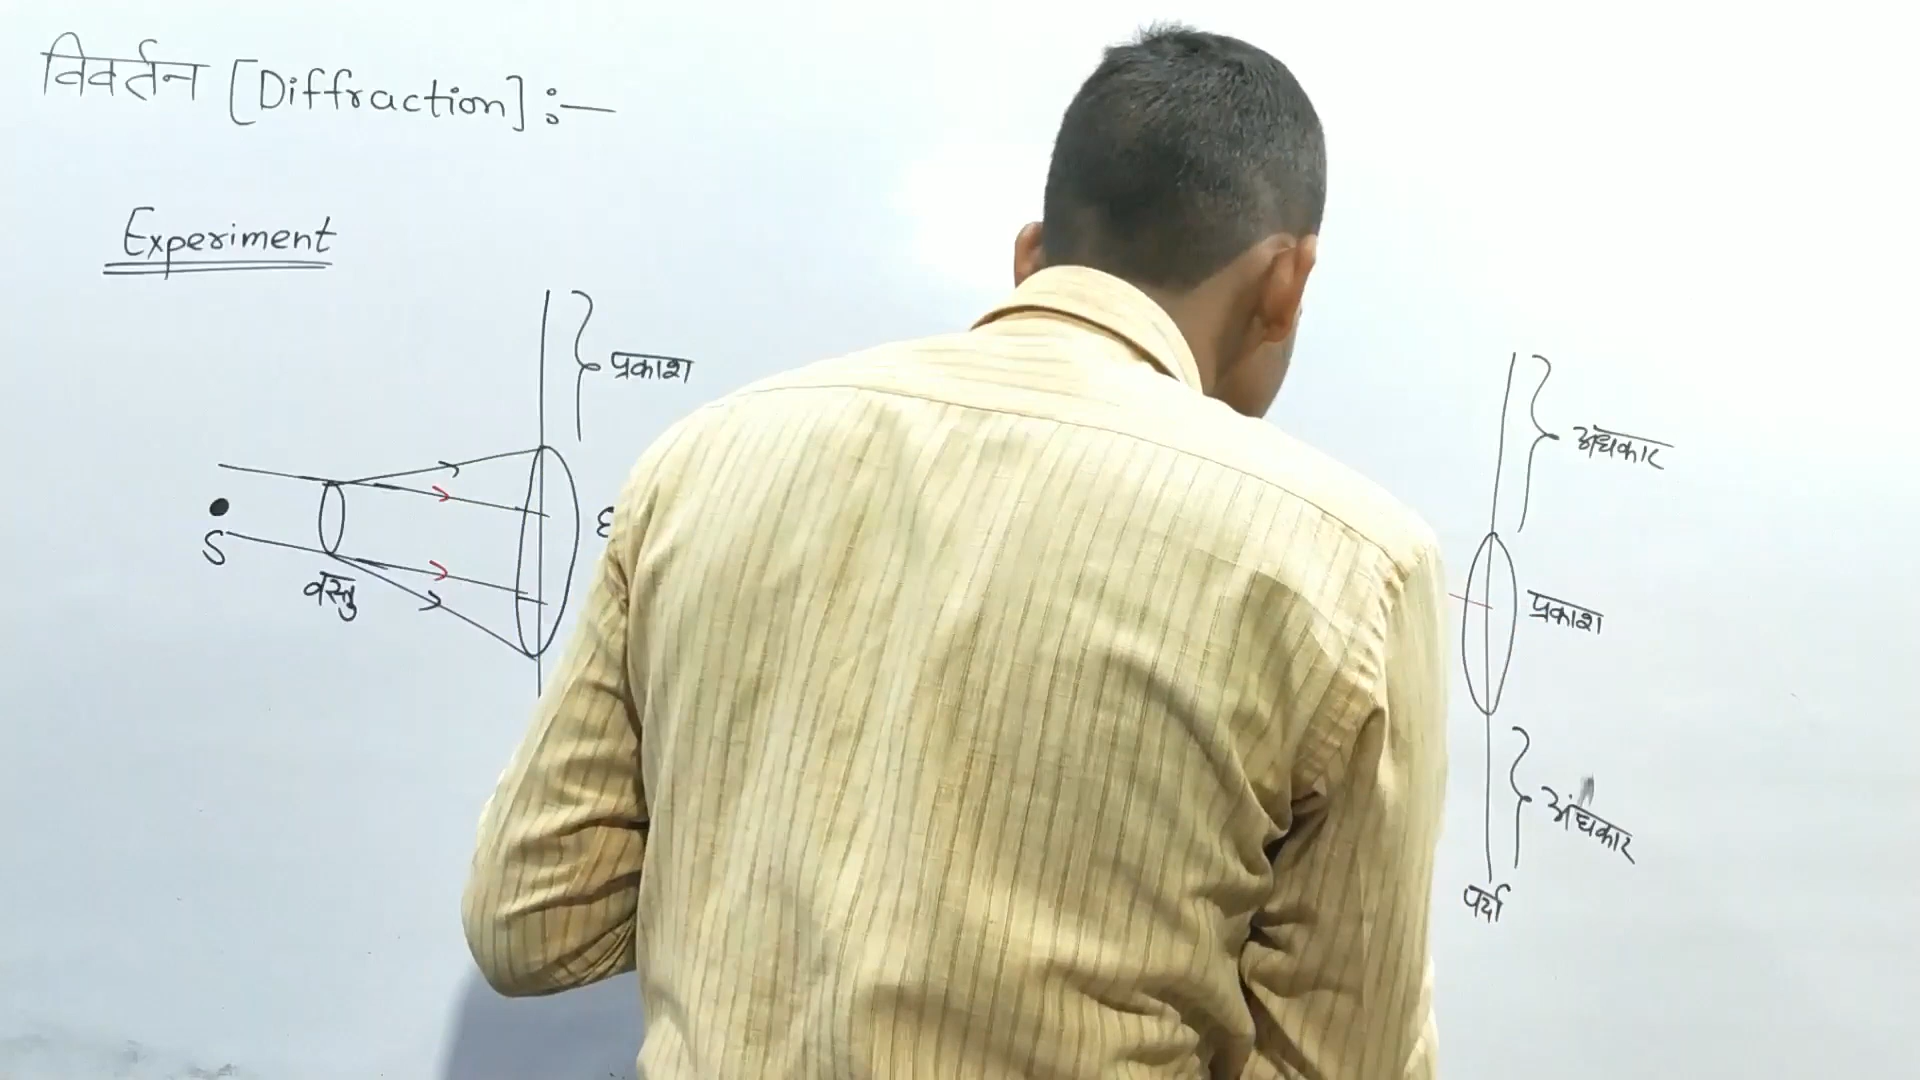 विवर्तन [Diffraction] :—
Experiment
प्रकाश
S
वस्तु
अंधकार
प्रकाश
अंधकार
पर्दा